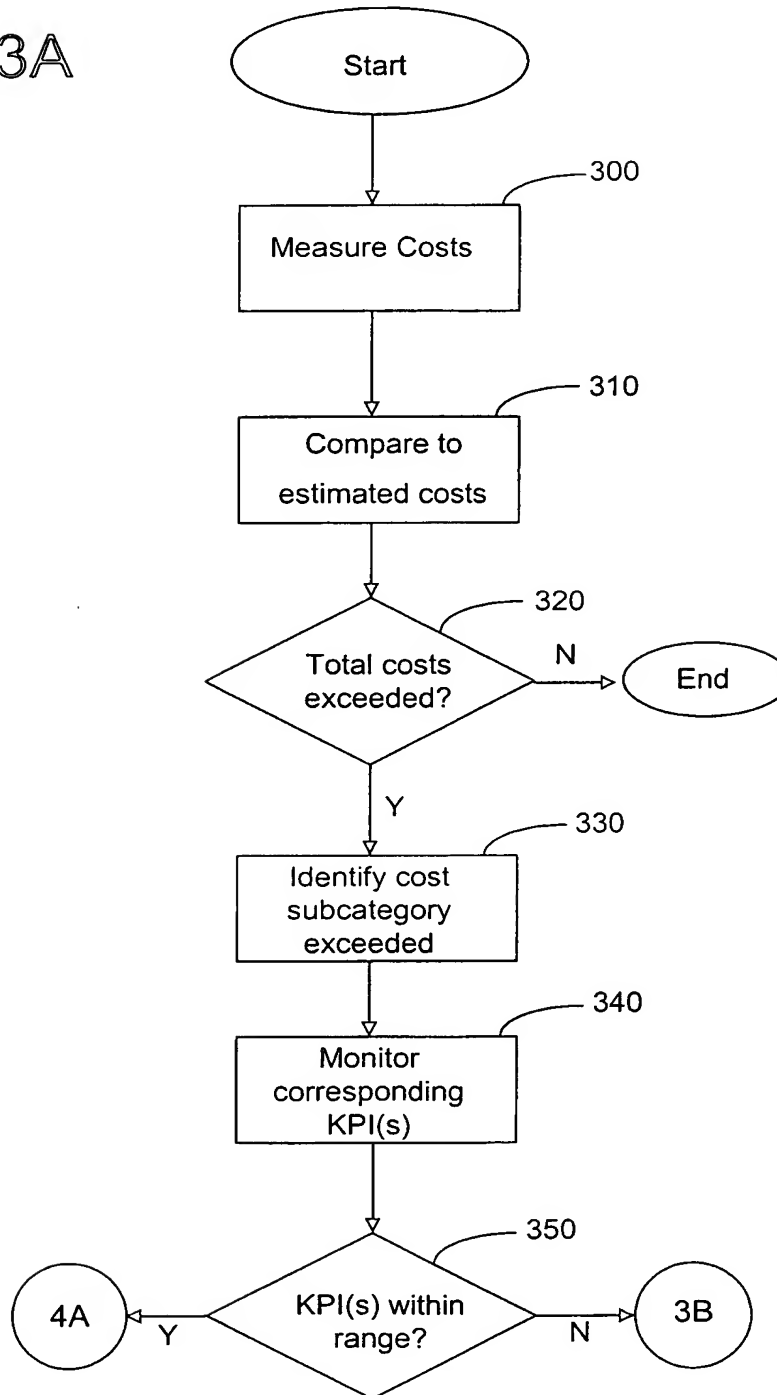 3A
Start
300
Measure Costs
310
Compare to
estimated costs
320
Total costs
exceeded?
N
End
Y
330
Identify cost
subcategory
exceeded
340
Monitor
corresponding
KPI(s)
350
KPI(s) within
range?
4A
Y
N
3B